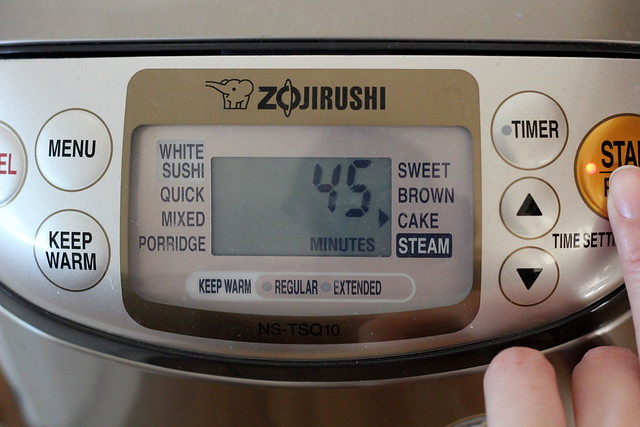 ZOJIRUSHI
MENU
KEEP
WARM
WHITE
SUSHI
QUICK
MIXED
PORRIDGE
45
MINUTES
SWEET
BROWN
CAKE
STEAM
KEEP WARM REGULAR EXTENDED
NS-TSQ10
TIMER